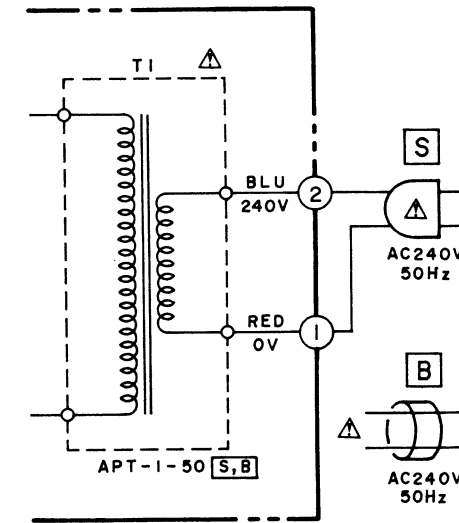 T1
S
BLU
240V
2
AC240V
50Hz
RED
0V
1
B
APT-1-50 S,B
AC240V
50Hz